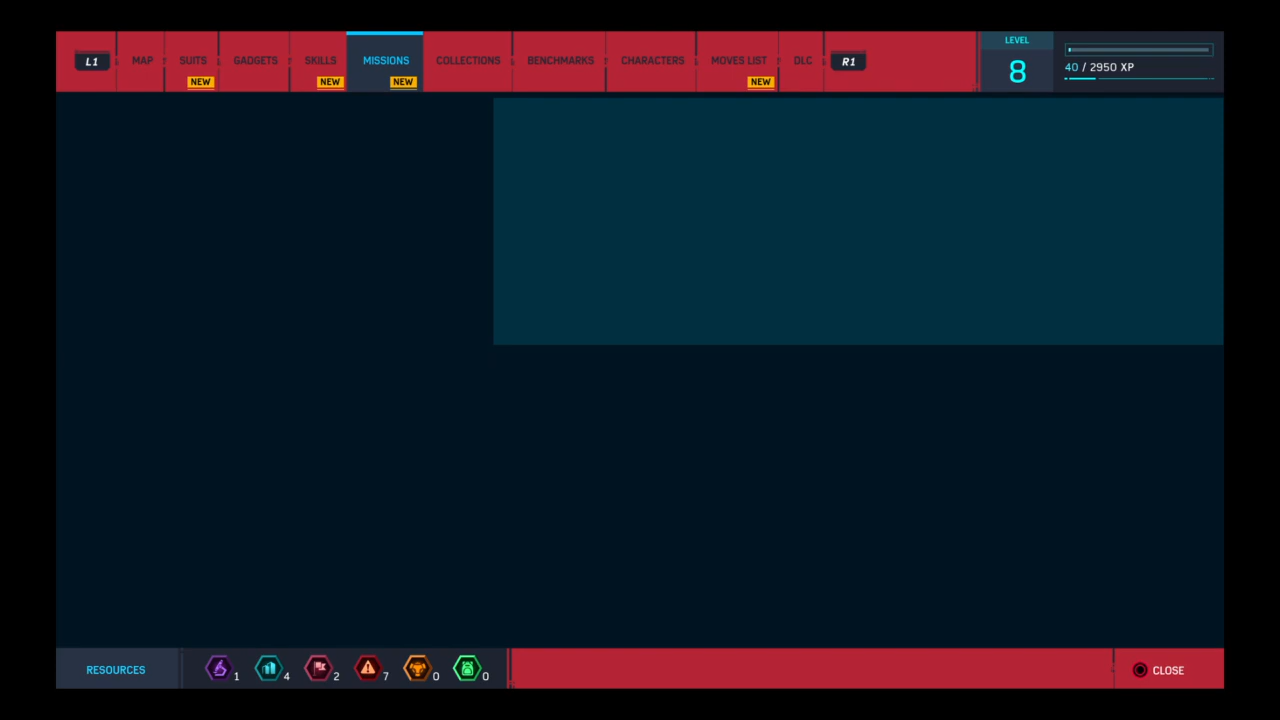 L1 MAP SUITS GADGETS SKILLS MISSIONS COLLECTIONS BENCHMARKS CHARACTERS MOVES LIST DLC R1
NEW NEW NEW NEW
LEVEL
8
40 / 2950 XP
RESOURCES 1 4 2 7 0 0 CLOSE